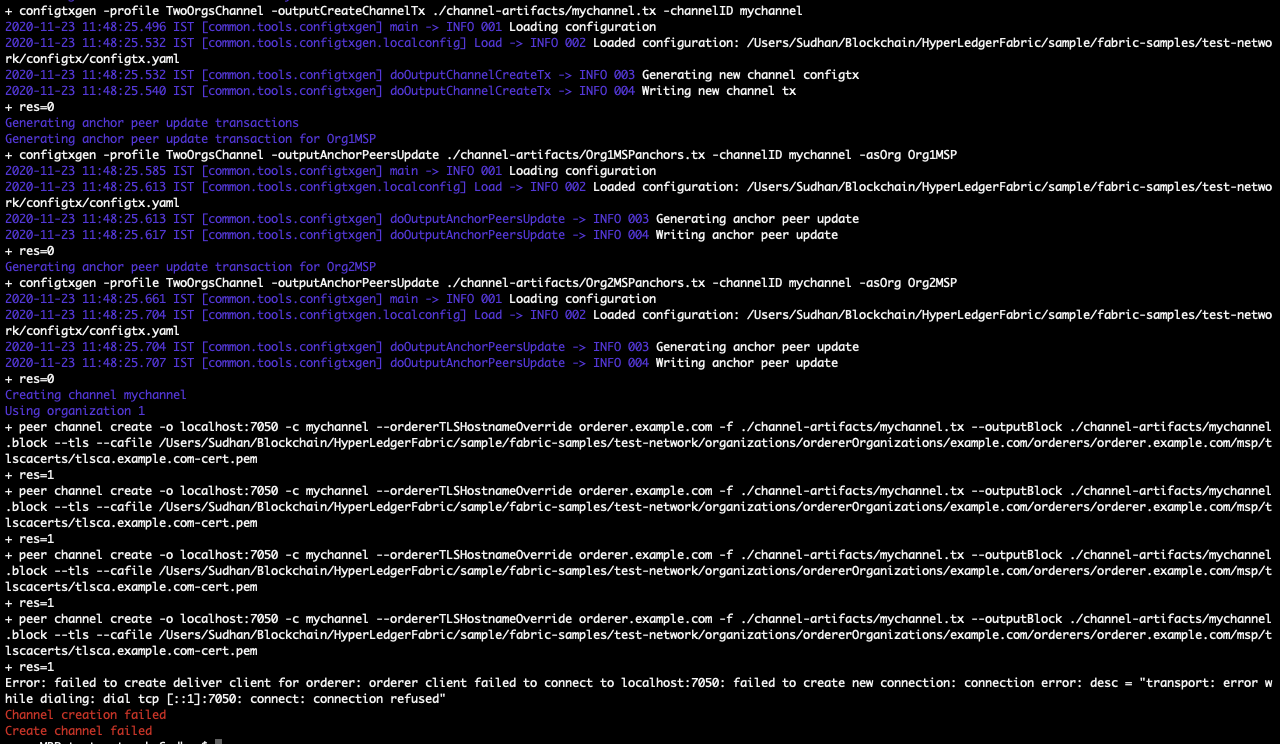 + configtxgen -profile TwoOrgsChannel -outputCreateChannelTx ./channel-artifacts/mychannel.tx -channelID mychannel
2020-11-23 11:48:25.496 IST [common.tools.configtxgen] main -> INFO 001 Loading configuration
2020-11-23 11:48:25.532 IST [common.tools.configtxgen.localconfig] Load -> INFO 002 Loaded configuration: /Users/Sudhan/Blockchain/HyperLedgerFabric/sample/fabric-samples/test-netwo
rk/configtx/configtx.yaml
2020-11-23 11:48:25.532 IST [common.tools.configtxgen] doOutputChannelCreateTx -> INFO 003 Generating new channel configtx
2020-11-23 11:48:25.540 IST [common.tools.configtxgen] doOutputChannelCreateTx -> INFO 004 Writing new channel tx
+ res=0
Generating anchor peer update transactions
Generating anchor peer update transaction for Org1MSP
+ configtxgen -profile TwoOrgsChannel -outputAnchorPeersUpdate ./channel-artifacts/Org1MSPanchors.tx -channelID mychannel -asOrg Org1MSP
2020-11-23 11:48:25.585 IST [common.tools.configtxgen] main -> INFO 001 Loading configuration
2020-11-23 11:48:25.613 IST [common.tools.configtxgen.localconfig] Load -> INFO 002 Loaded configuration: /Users/Sudhan/Blockchain/HyperLedgerFabric/sample/fabric-samples/test-netwo
rk/configtx/configtx.yaml
2020-11-23 11:48:25.613 IST [common.tools.configtxgen] doOutputAnchorPeersUpdate -> INFO 003 Generating anchor peer update
2020-11-23 11:48:25.617 IST [common.tools.configtxgen] doOutputAnchorPeersUpdate -> INFO 004 Writing anchor peer update
+ res=0
Generating anchor peer update transaction for Org2MSP
+ configtxgen -profile TwoOrgsChannel -outputAnchorPeersUpdate ./channel-artifacts/Org2MSPanchors.tx -channelID mychannel -asOrg Org2MSP
2020-11-23 11:48:25.661 IST [common.tools.configtxgen] main -> INFO 001 Loading configuration
2020-11-23 11:48:25.704 IST [common.tools.configtxgen.localconfig] Load -> INFO 002 Loaded configuration: /Users/Sudhan/Blockchain/HyperLedgerFabric/sample/fabric-samples/test-netwo
rk/configtx/configtx.yaml
2020-11-23 11:48:25.704 IST [common.tools.configtxgen] doOutputAnchorPeersUpdate -> INFO 003 Generating anchor peer update
2020-11-23 11:48:25.707 IST [common.tools.configtxgen] doOutputAnchorPeersUpdate -> INFO 004 Writing anchor peer update
+ res=0
Creating channel mychannel
Using organization 1
+ peer channel create -o localhost:7050 -c mychannel --ordererTLSHostnameOverride orderer.example.com -f ./channel-artifacts/mychannel.tx --outputBlock ./channel-artifacts/mychannel
.block --tls --cafile /Users/Sudhan/Blockchain/HyperLedgerFabric/sample/fabric-samples/test-network/organizations/ordererOrganizations/example.com/orderers/orderer.example.com/msp/t
lscacerts/tlsca.example.com-cert.pem
+ res=1
+ peer channel create -o localhost:7050 -c mychannel --ordererTLSHostnameOverride orderer.example.com -f ./channel-artifacts/mychannel.tx --outputBlock ./channel-artifacts/mychannel
.block --tls --cafile /Users/Sudhan/Blockchain/HyperLedgerFabric/sample/fabric-samples/test-network/organizations/ordererOrganizations/example.com/orderers/orderer.example.com/msp/t
lscacerts/tlsca.example.com-cert.pem
+ res=1
+ peer channel create -o localhost:7050 -c mychannel --ordererTLSHostnameOverride orderer.example.com -f ./channel-artifacts/mychannel.tx --outputBlock ./channel-artifacts/mychannel
.block --tls --cafile /Users/Sudhan/Blockchain/HyperLedgerFabric/sample/fabric-samples/test-network/organizations/ordererOrganizations/example.com/orderers/orderer.example.com/msp/t
lscacerts/tlsca.example.com-cert.pem
+ res=1
+ peer channel create -o localhost:7050 -c mychannel --ordererTLSHostnameOverride orderer.example.com -f ./channel-artifacts/mychannel.tx --outputBlock ./channel-artifacts/mychannel
.block --tls --cafile /Users/Sudhan/Blockchain/HyperLedgerFabric/sample/fabric-samples/test-network/organizations/ordererOrganizations/example.com/orderers/orderer.example.com/msp/t
lscacerts/tlsca.example.com-cert.pem
+ res=1
Error: failed to create deliver client for orderer: orderer client failed to connect to localhost:7050: failed to create new connection: connection error: desc = "transport: error w
hile dialing: dial tcp [::1]:7050: connect: connection refused"
Channel creation failed
Create channel failed